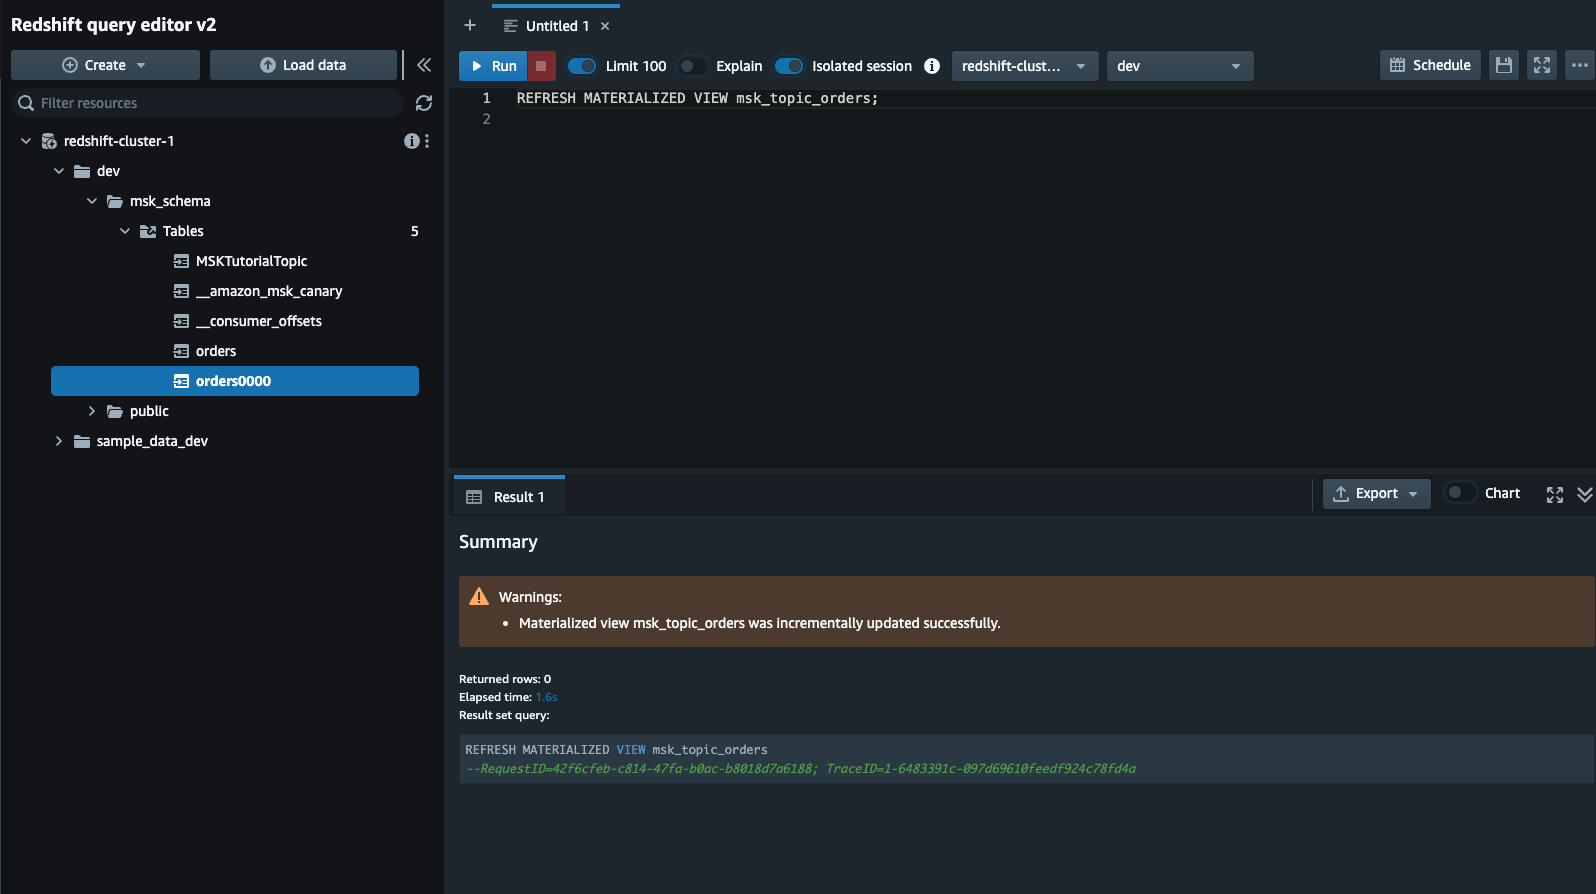 Redshift query editor v2
Create
Load data
Filter resources
redshift-cluster-1
dev
msk_schema
Tables 5
MSKTutorialTopic
__amazon_msk_canary
__consumer_offsets
orders
orders0000
public
sample_data_dev
Untitled 1
Run Limit 100 Explain Isolated session redshift-clust... dev Schedule
1 REFRESH MATERIALIZED VIEW msk_topic_orders;
2
Result 1 Export Chart
Summary
Warnings:
• Materialized view msk_topic_orders was incrementally updated successfully.
Returned rows: 0
Elapsed time: 1.6s
Result set query:
REFRESH MATERIALIZED VIEW msk_topic_orders
--RequestID=42f6cfeb-c814-47fa-b0ac-b8018d7a6188; TraceID=1-6483391c-097d69610feedf924c78fd4a